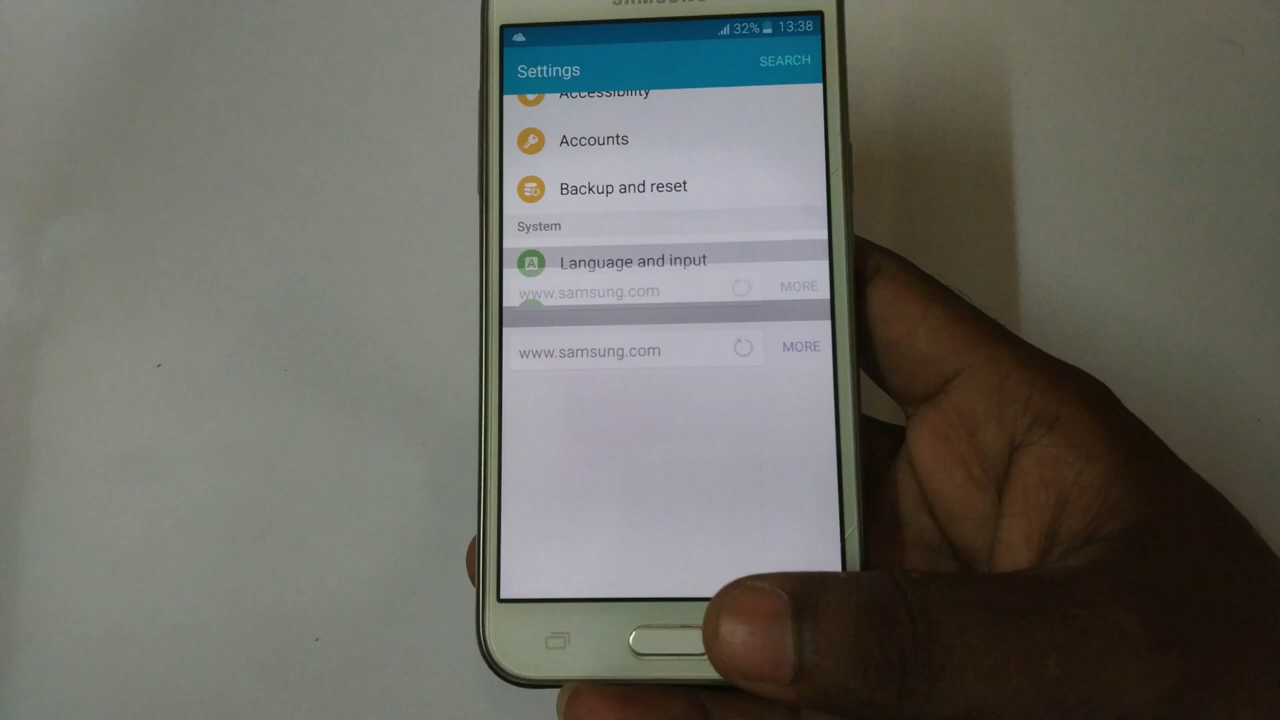 SAMSUNG
32% 13:38
Settings SEARCH
Accessibility
Accounts
Backup and reset
System
Language and input
www.samsung.com MORE
www.samsung.com MORE